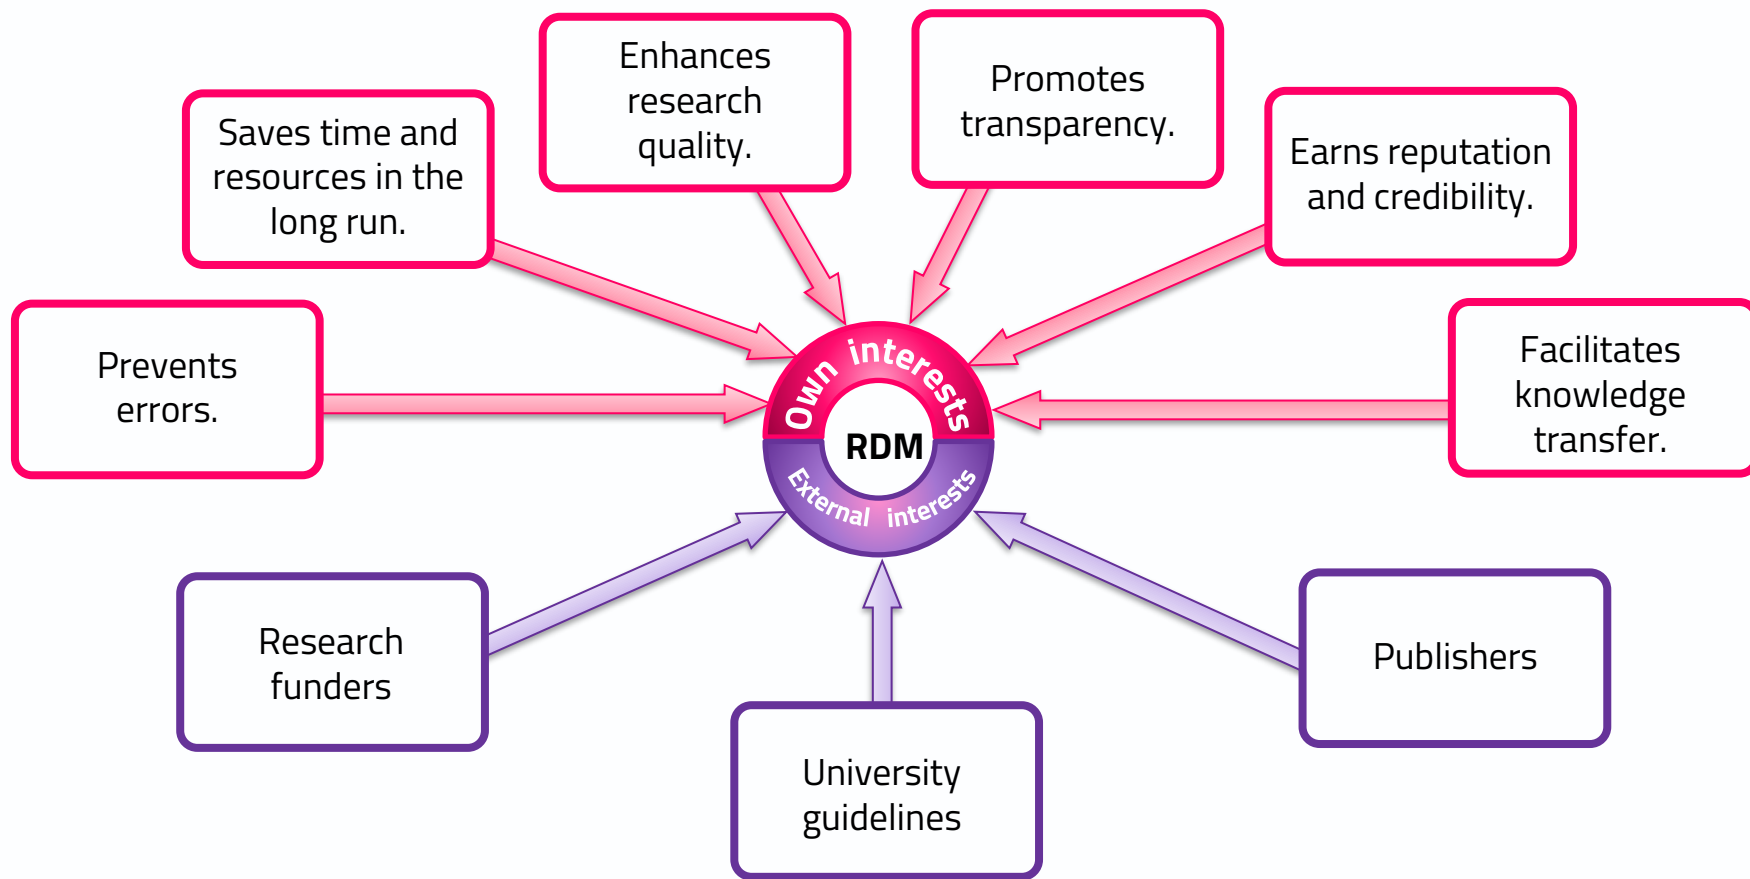 Enhances
research
quality.
Promotes
transparency.
Saves time and
resources in the
long run.
Earns reputation
and credibility.
Prevents
errors.
Facilitates
knowledge
transfer.
Own interests
RDM
External interests
Research
funders
University
guidelines
Publishers